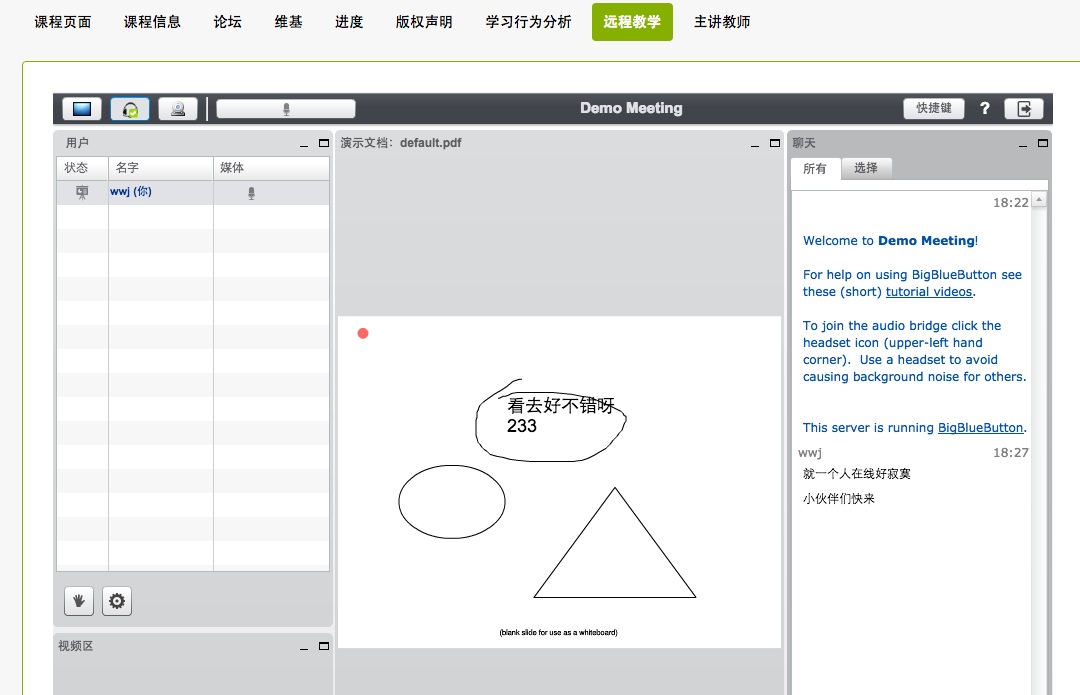 课程页面 课程信息 论坛 维基 进度 版权声明 学习行为分析 远程教学 主讲教师
Demo Meeting 快捷键 ?
用户
状态 名字 媒体
wwj (你)
视频区
演示文档: default.pdf
看去好不错呀
233
(blank slide for use as a whiteboard)
聊天
所有 选择
18:22
Welcome to Demo Meeting!
For help on using BigBlueButton see
these (short) tutorial videos.
To join the audio bridge click the
headset icon (upper-left hand
corner).  Use a headset to avoid
causing background noise for others.
This server is running BigBlueButton.
wwj 18:27
就一个人在线好寂寞
小伙伴们快来